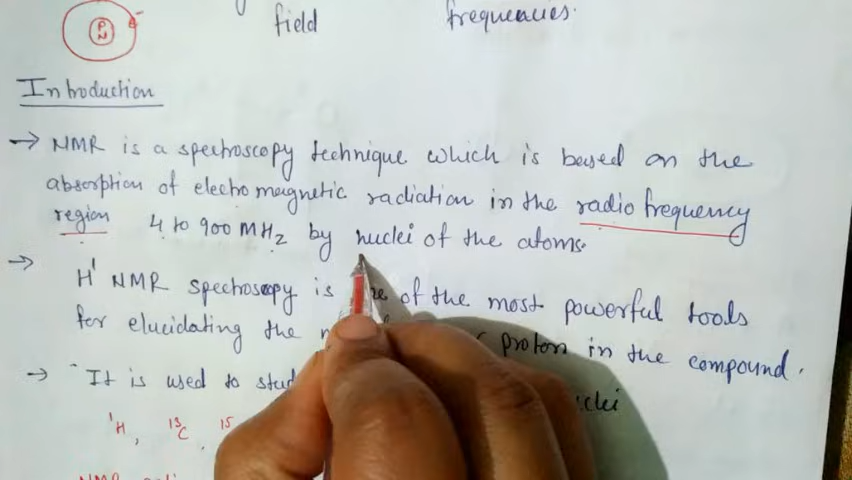 P
N
field frequencies.
Introduction
→ NMR is a spectroscopy technique which is based on the
absorption of electromagnetic radiation in the radio frequency
region 4 to 900 MHz by nuclei of the atoms.
→ H¹ NMR spectroscopy is of the most powerful tools
for elucidating the proton in the compound.
→ It is used to
¹H, ¹³C, ¹⁵